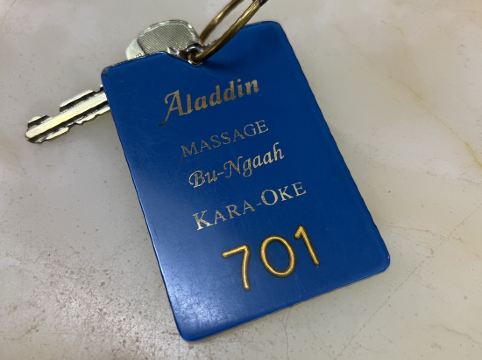 Aladdin
MASSAGE
Bu-Ngaah
KARA-OKE
701